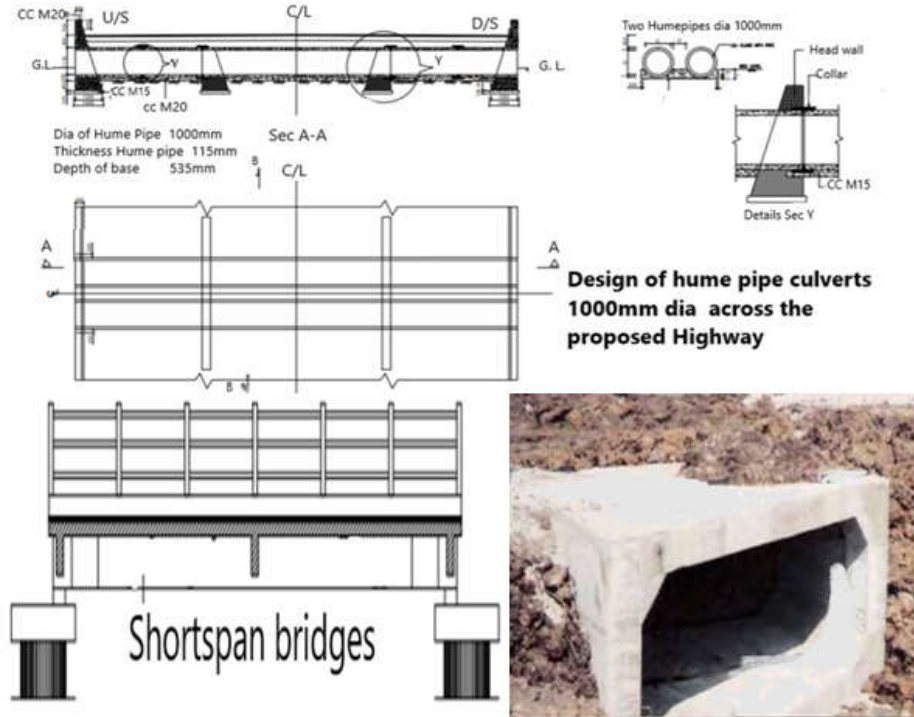 CC M20
U/S
C/L
D/S
G.L
G. L.
Y
CC M15
cc M20
Two Humepipes dia 1000mm
Head wall
Collar
CC M15
Details Sec Y
Dia of Hume Pipe 1000mm
Thickness Hume pipe 115mm
Depth of base 535mm
Sec A-A
B
C/L
A
A
Design of hume pipe culverts
1000mm dia across the
proposed Highway
Shortspan bridges